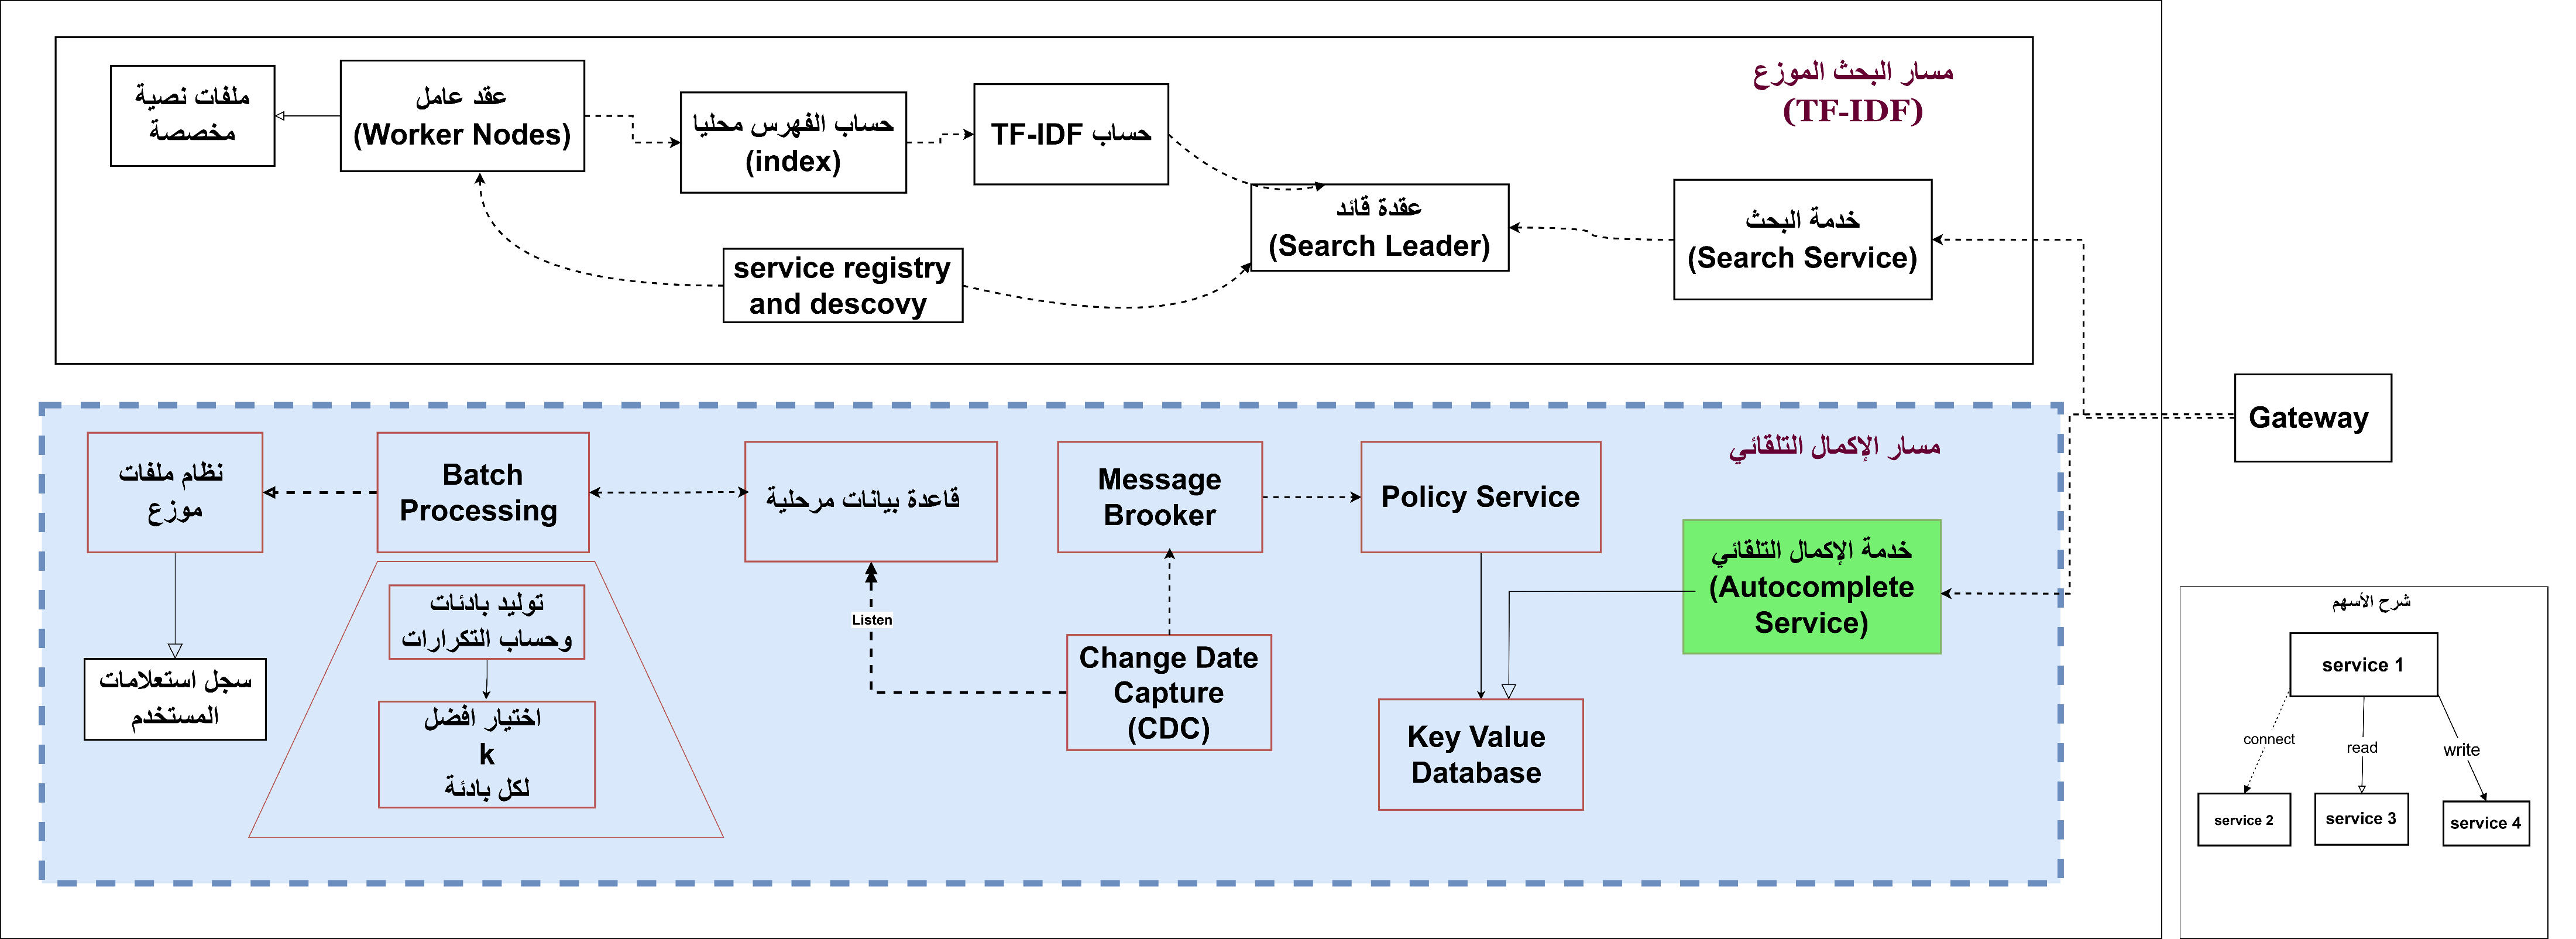 مسار البحث الموزع
(TF-IDF)
ملفات نصية
مخصصة
عقد عامل
(Worker Nodes)
حساب الفهرس محليا
(index)
حساب TF-IDF
عقدة قائد
(Search Leader)
خدمة البحث
(Search Service)
service registry
and descovy
Gateway
مسار الإكمال التلقائي
نظام ملفات
موزع
Batch
Processing
قاعدة بيانات مرحلية
Message
Brooker
Policy Service
خدمة الإكمال التلقائي
(Autocomplete
Service)
توليد بادئات
وحساب التكرارات
Listen
Change Date
Capture
(CDC)
سجل استعلامات
المستخدم
اختيار افضل
k
لكل بادئة
Key Value
Database
شرح الأسهم
service 1
connect
read
write
service 2
service 3
service 4